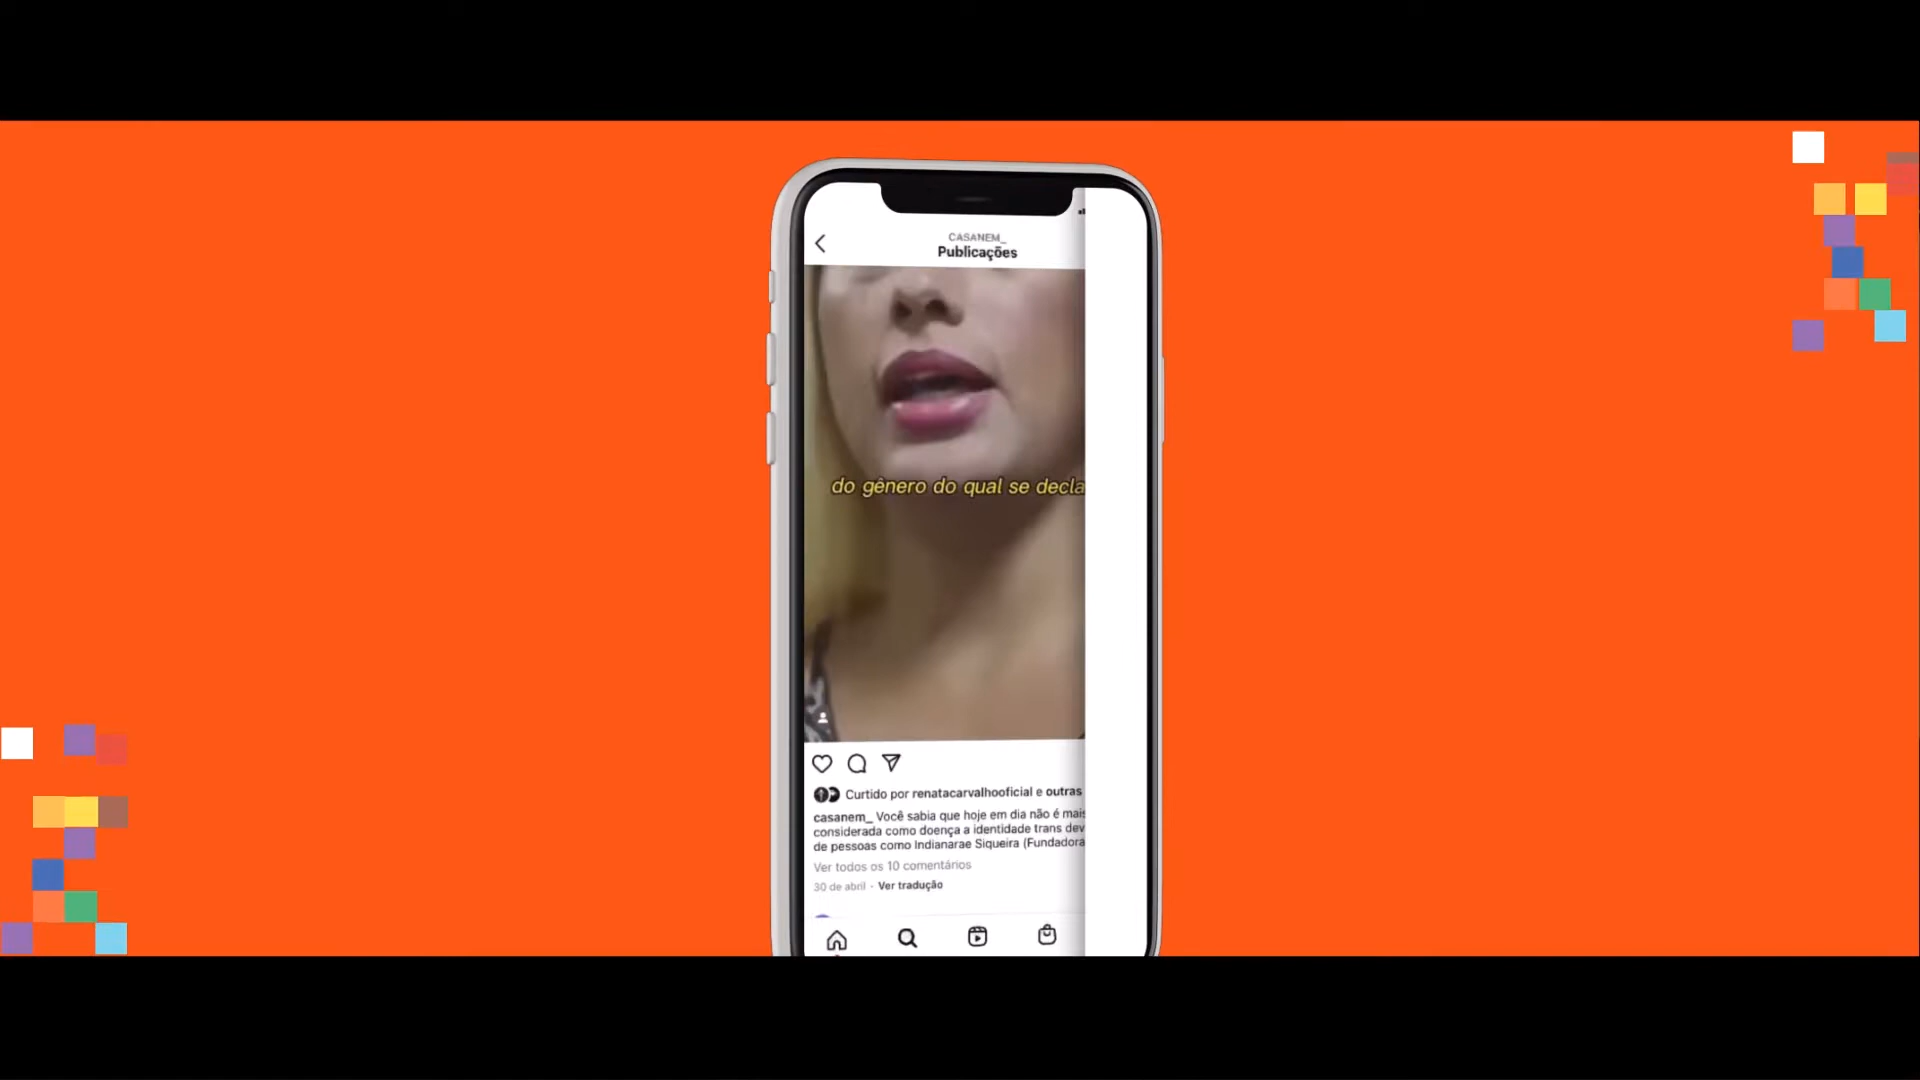 CASANEM_
Publicações
do gênero do qual se decla
Curtido por renatacarvalhooficial e outras
casanem_ Você sabia que hoje em dia não é mais
considerada como doença a identidade trans dev
de pessoas como Indianarae Siqueira (Fundadora
Ver todos os 10 comentários
30 de abril · Ver tradução